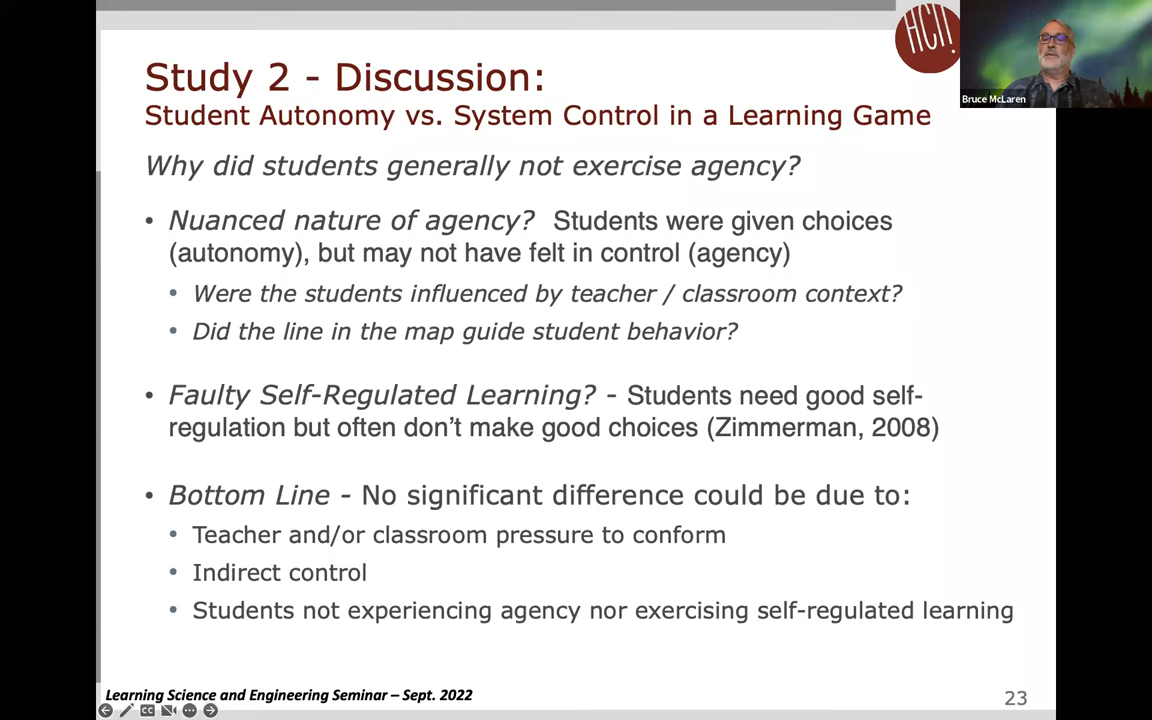 HCII
Bruce McLaren
Study 2 - Discussion:
Student Autonomy vs. System Control in a Learning Game
Why did students generally not exercise agency?
• Nuanced nature of agency? Students were given choices
(autonomy), but may not have felt in control (agency)
• Were the students influenced by teacher / classroom context?
• Did the line in the map guide student behavior?
• Faulty Self-Regulated Learning? - Students need good self-
regulation but often don't make good choices (Zimmerman, 2008)
• Bottom Line - No significant difference could be due to:
• Teacher and/or classroom pressure to conform
• Indirect control
• Students not experiencing agency nor exercising self-regulated learning
Learning Science and Engineering Seminar – Sept. 2022
23
CC